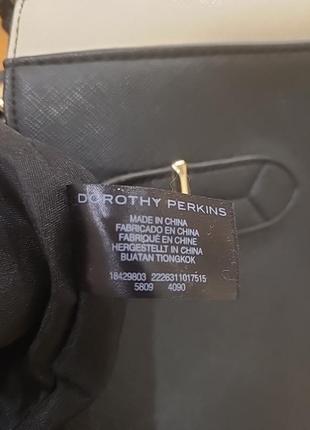 DOROTHY PERKINS
MADE IN CHINA
FABRICADO EN CHINA
FABRIQUÉ EN CHINE
HERGESTELLT IN CHINA
BUATAN TIONGKOK
18429803 2226311017515
5809 4090